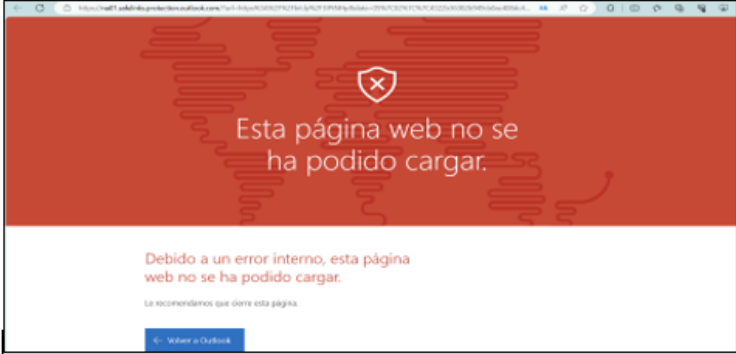 Esta página web no se
ha podido cargar.
Debido a un error interno, esta página
web no se ha podido cargar.
Le recomendamos que cierre esta página.
← Volver a Outlook